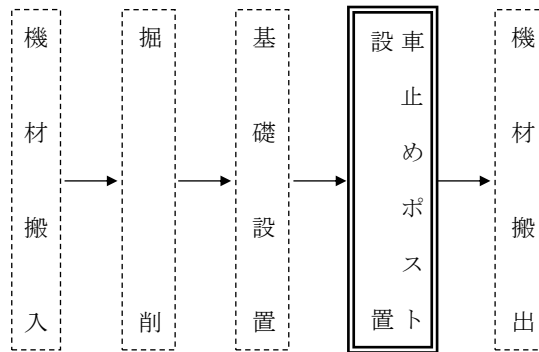 機材搬入
掘削
基礎設置
車止めポスト
設置
機材搬出